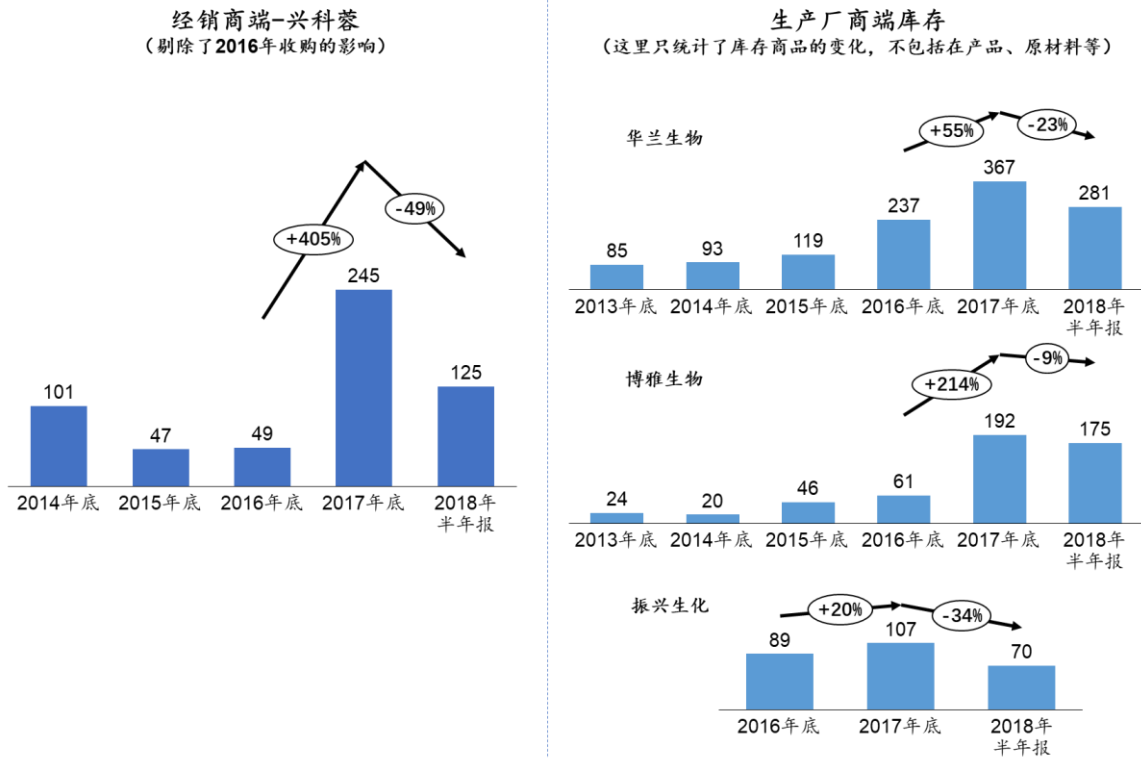 经销商端-兴科蓉
（剔除了2016年收购的影响）
+405%
-49%
101
47
49
245
125
2014年底
2015年底
2016年底
2017年底
2018年
半年报
生产厂商端库存
（这里只统计了库存商品的变化，不包括在产品、原材料等）
华兰生物
+55%
-23%
85
93
119
237
367
281
2013年底
2014年底
2015年底
2016年底
2017年底
2018年
半年报
博雅生物
+214%
-9%
24
20
46
61
192
175
2013年底
2014年底
2015年底
2016年底
2017年底
2018年
半年报
振兴生化
+20%
-34%
89
107
70
2016年底
2017年底
2018年
半年报